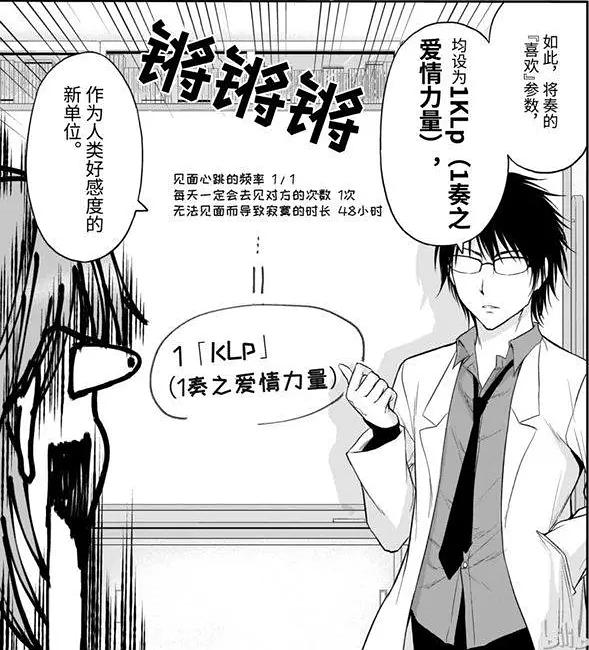 如此，将奏的
『喜欢』参数，
均设为1KLp（1奏之
爱情力量），
锵锵锵
作为人类好感度的
新单位。
见面心跳的频率 1/1
每天一定会去见对方的次数 1次
无法见面而导致寂寞的时长 48小时
=
1「KLp」
(1奏之爱情力量)
bili